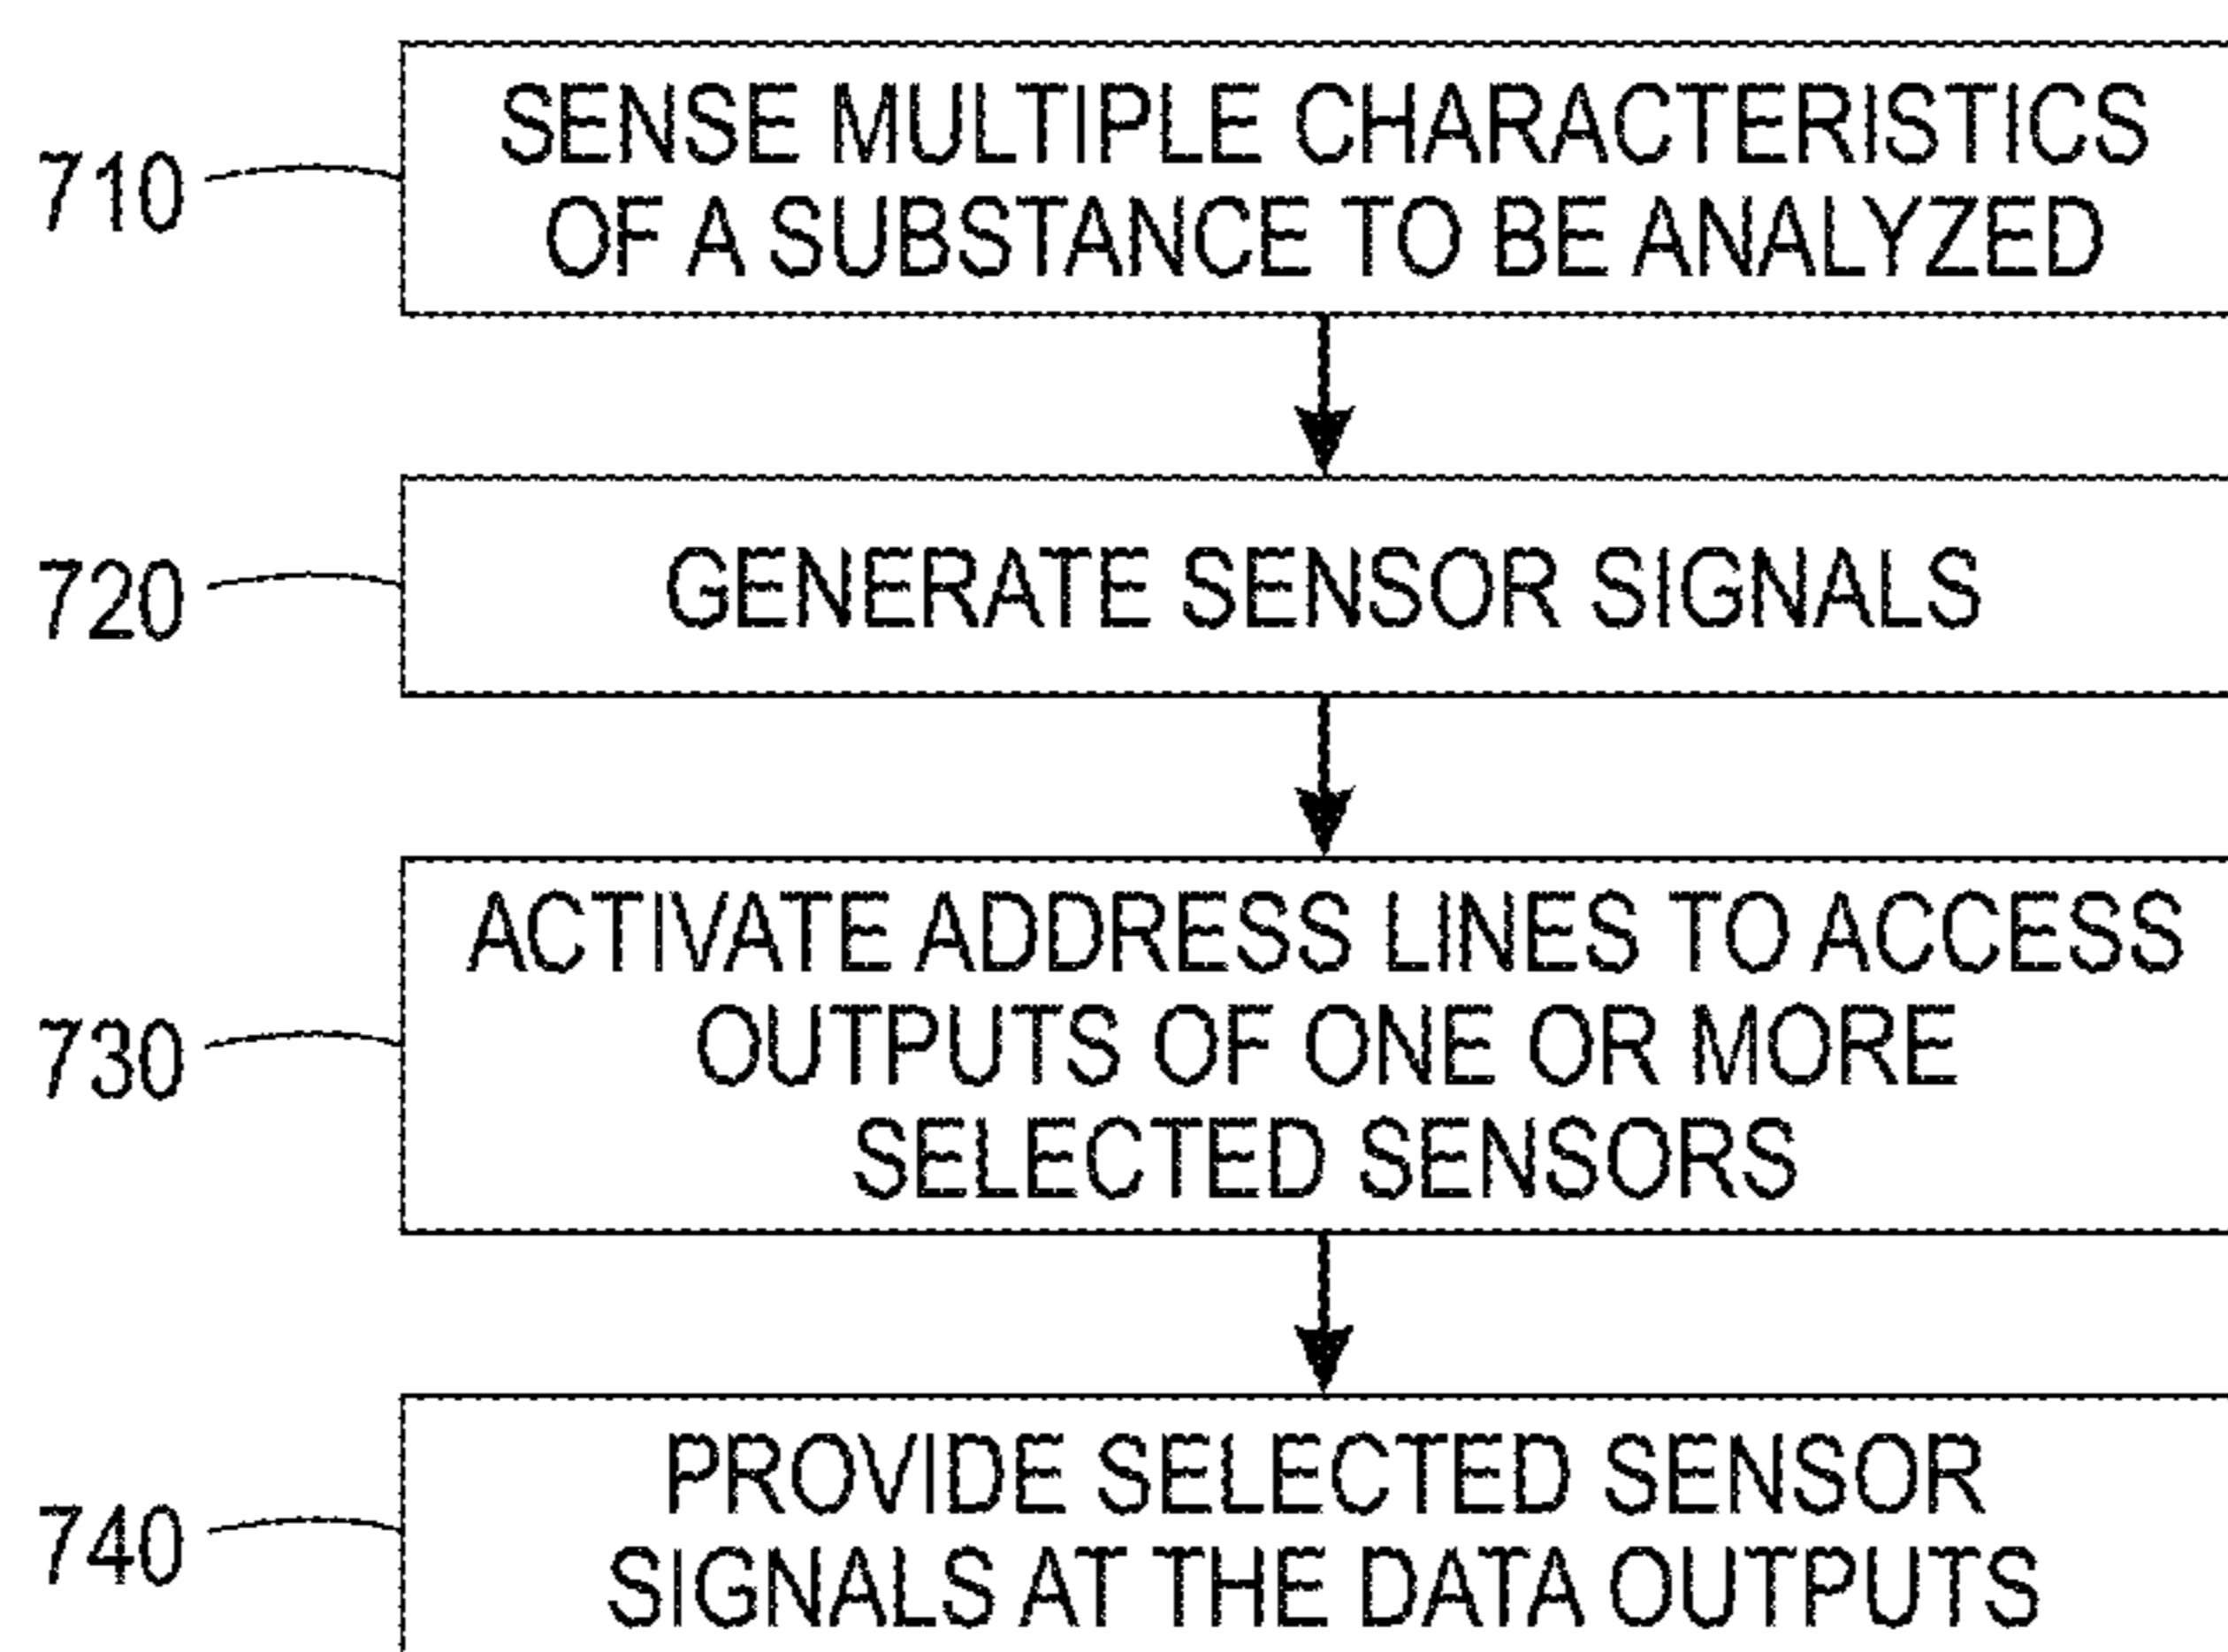 710
SENSE MULTIPLE CHARACTERISTICS
OF A SUBSTANCE TO BE ANALYZED
720
GENERATE SENSOR SIGNALS
730
ACTIVATE ADDRESS LINES TO ACCESS
OUTPUTS OF ONE OR MORE
SELECTED SENSORS
740
PROVIDE SELECTED SENSOR
SIGNALS AT THE DATA OUTPUTS